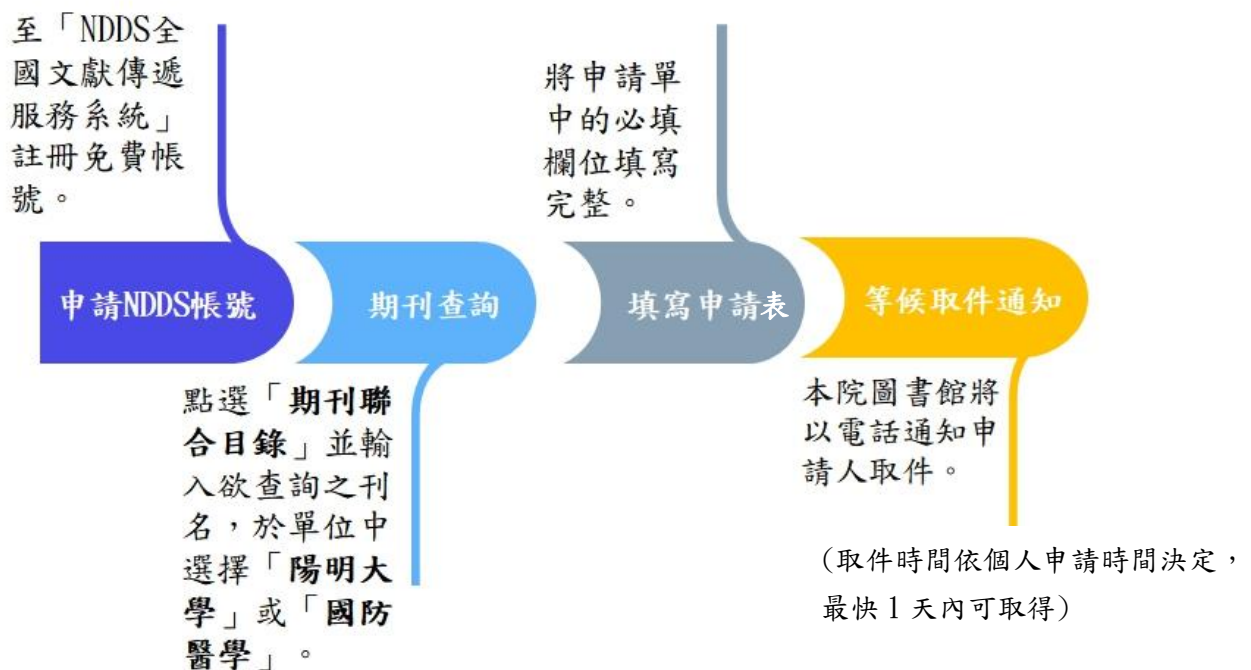 至「NDDS全
國文獻傳遞
服務系統」
註冊免費帳
號。
申請NDDS帳號
期刊查詢
點選「期刊聯
合目錄」並輸
入欲查詢之刊
名，於單位中
選擇「陽明大
學」或「國防
醫學」。
將申請單
中的必填
欄位填寫
完整。
填寫申請表
等候取件通知
本院圖書館將
以電話通知申
請人取件。
(取件時間依個人申請時間決定，
最快1天內可取得)